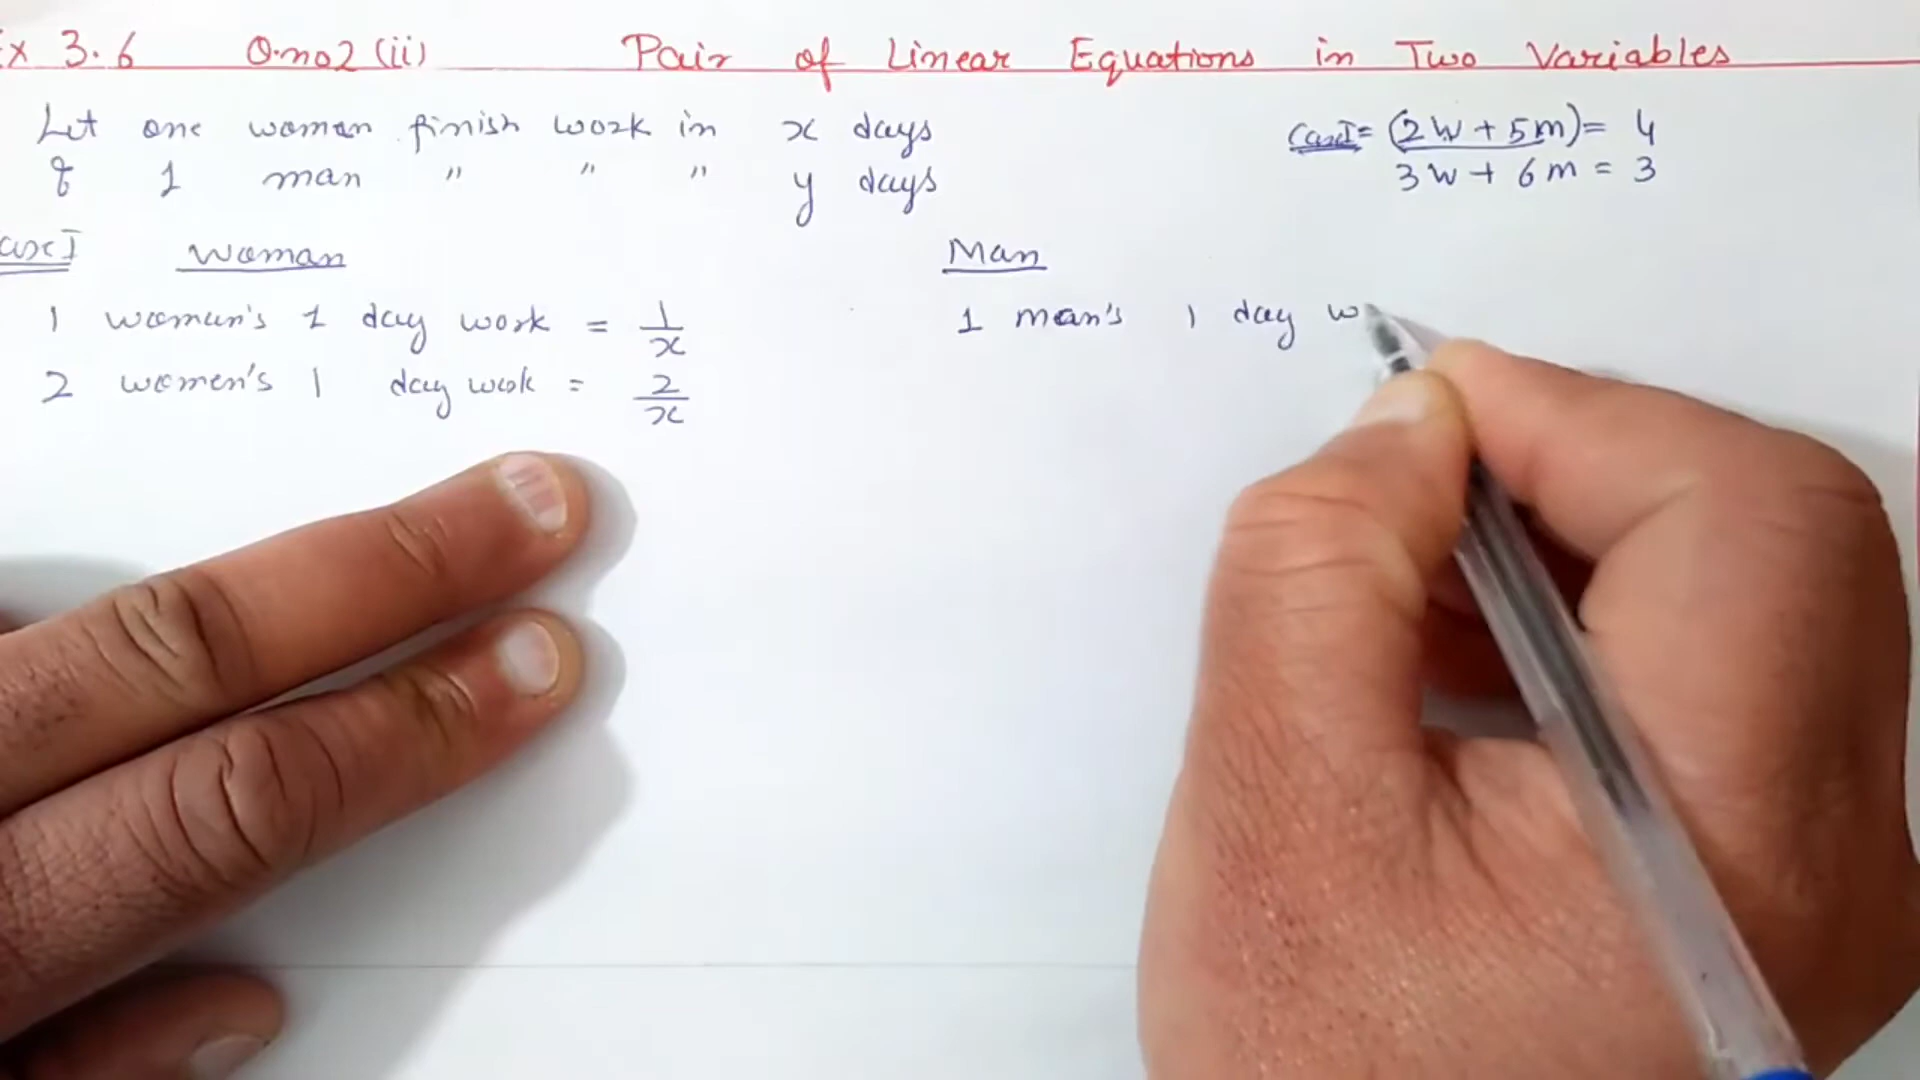 Ex 3.6 Q.no2 (ii) Pair of Linear Equations in Two Variables
Let one woman finish work in x days
& 1 man " " " y days
Case I = (2w + 5m) = 4
3w + 6m = 3
Case I Woman
1 woman's 1 day work = 1/x
2 women's 1 day work = 2/x
Man
1 man's 1 day w